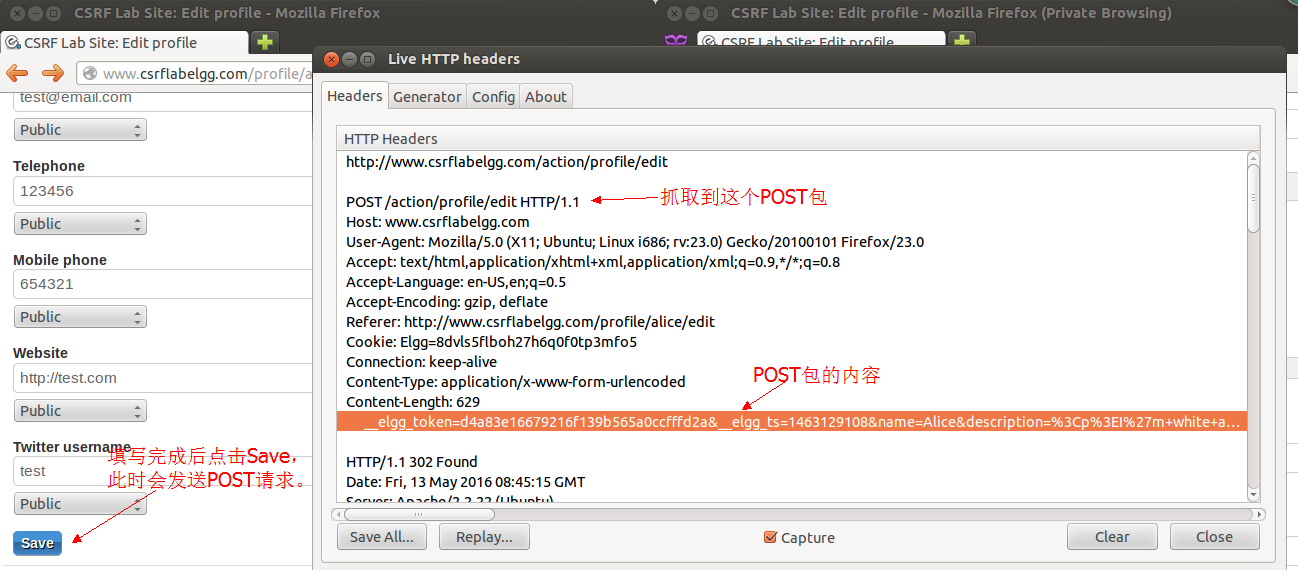 CSRF Lab Site: Edit profile - Mozilla Firefox
CSRF Lab Site: Edit profile - Mozilla Firefox (Private Browsing)
CSRF Lab Site: Edit profile
CSRF Lab Site: Edit profile
www.csrflabelgg.com/profile/a
test@email.com
Public
Telephone
123456
Public
Mobile phone
654321
Public
Website
http://test.com
Public
Twitter username
test
填写完成后点击Save，
此时会发送POST请求。
Public
Save
Live HTTP headers
Headers
Generator
Config
About
HTTP Headers
http://www.csrflabelgg.com/action/profile/edit
POST /action/profile/edit HTTP/1.1
抓取到这个POST包
Host: www.csrflabelgg.com
User-Agent: Mozilla/5.0 (X11; Ubuntu; Linux i686; rv:23.0) Gecko/20100101 Firefox/23.0
Accept: text/html,application/xhtml+xml,application/xml;q=0.9,*/*;q=0.8
Accept-Language: en-US,en;q=0.5
Accept-Encoding: gzip, deflate
Referer: http://www.csrflabelgg.com/profile/alice/edit
Cookie: Elgg=8dvls5flboh27h6q0f0tp3mfo5
Connection: keep-alive
Content-Type: application/x-www-form-urlencoded
POST包的内容
Content-Length: 629
__elgg_token=d4a83e16679216f139b565a0ccfffd2a&__elgg_ts=1463129108&name=Alice&description=%3Cp%3EI%27m+white+a...
HTTP/1.1 302 Found
Date: Fri, 13 May 2016 08:45:15 GMT
Server: Apache/2.2.22 (Ubuntu)
Save All...
Replay...
Capture
Clear
Close